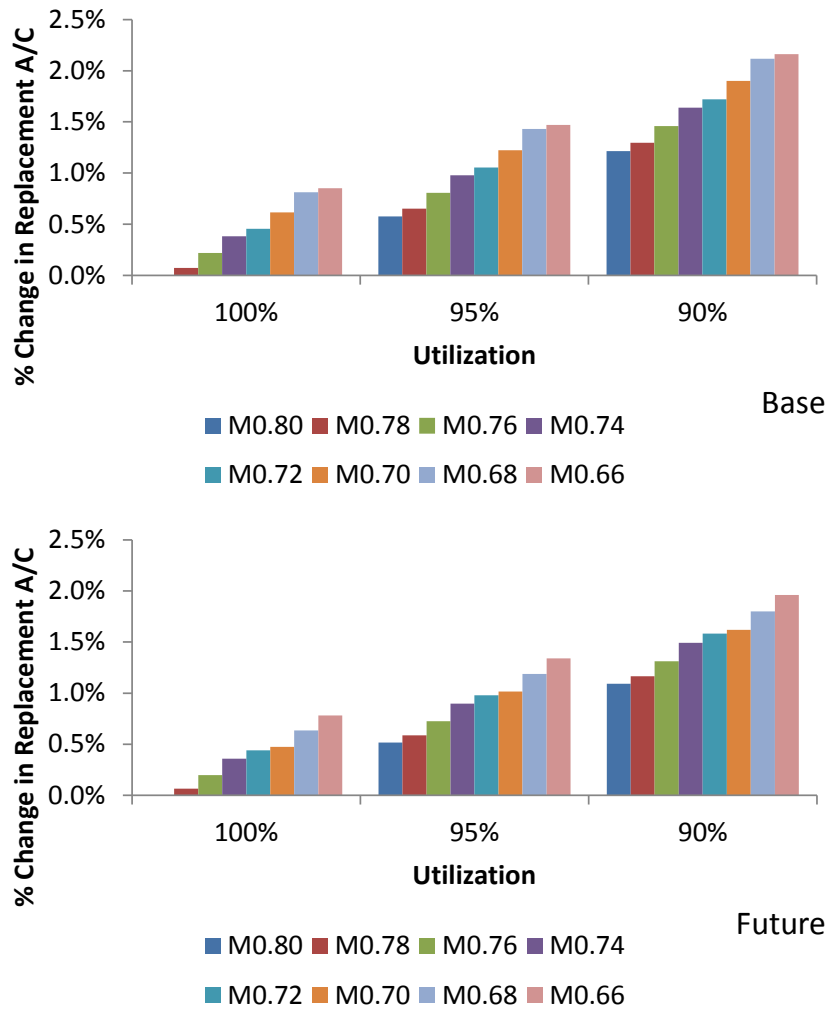 % Change in Replacement A/C
2.5%
2.0%
1.5%
1.0%
0.5%
0.0%
100% 95% 90%
Utilization
Base
M0.80 M0.78 M0.76 M0.74
M0.72 M0.70 M0.68 M0.66
% Change in Replacement A/C
2.5%
2.0%
1.5%
1.0%
0.5%
0.0%
100% 95% 90%
Utilization
Future
M0.80 M0.78 M0.76 M0.74
M0.72 M0.70 M0.68 M0.66